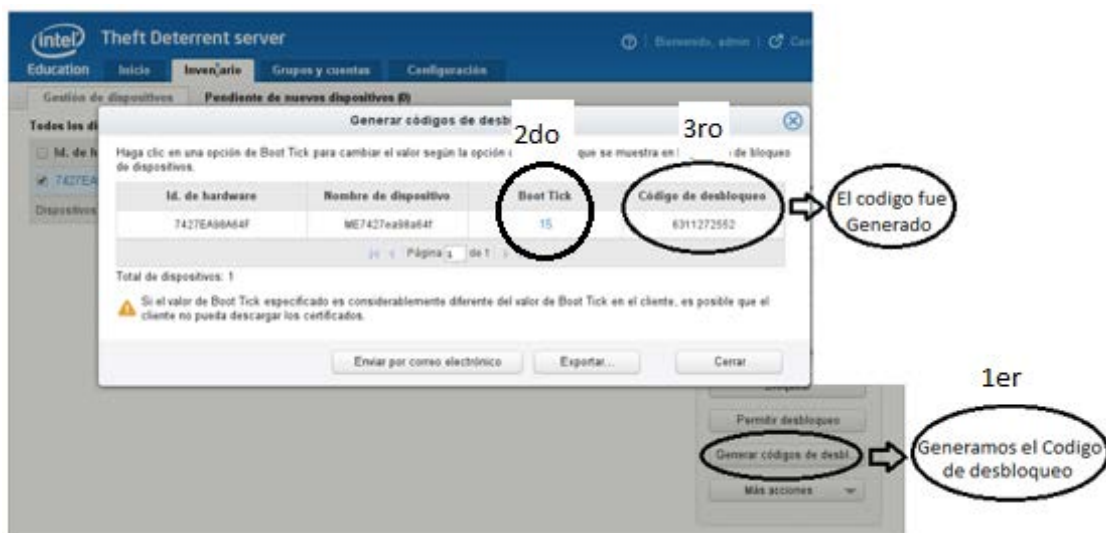 intel
Education
Theft Deterrent server
Bienvenido, admin
Inicio
Inventario
Grupos y cuentas
Configuración
Gestión de dispositivos
Pendiente de nuevos dispositivos (0)
Todos los di
Id. de h
7427EA
Dispositivos
Generar códigos de desb
2do
3ro
Haga clic en una opción de Boot Tick para cambiar el valor según la opción que se muestra en de bloqueo
de dispositivos.
Id. de hardware
Nombre de dispositivo
Boot Tick
Código de desbloqueo
7427EA98A64F
ME7427ea98a64f
15
6311272552
Página 1 de 1
Total de dispositivos: 1
Si el valor de Boot Tick especificado es considerablemente diferente del valor de Boot Tick en el cliente, es posible que el
cliente no pueda descargar los certificados.
Enviar por correo electrónico
Exportar...
Cerrar
El codigo fue
Generado
1er
Permitir desbloqueo
Generar códigos de desbl...
Más acciones
Generamos el Codigo
de desbloqueo